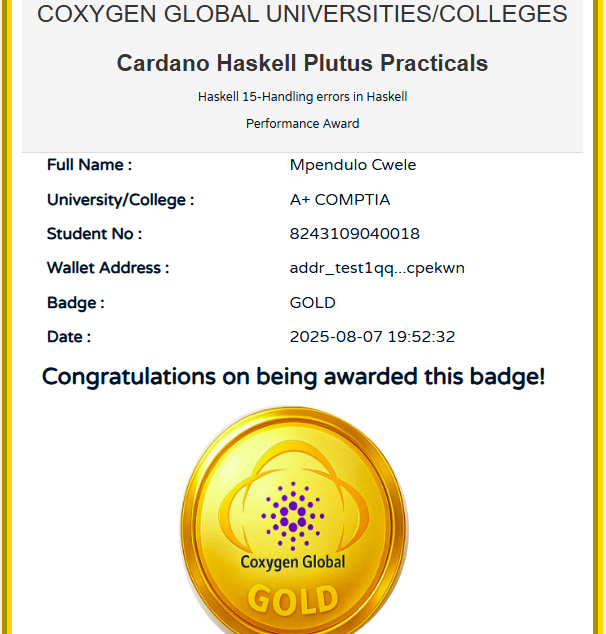 COXYGEN GLOBAL UNIVERSITIES/COLLEGES
Cardano Haskell Plutus Practicals
Haskell 15-Handling errors in Haskell
Performance Award
Full Name : Mpendulo Cwele
University/College : A+ COMPTIA
Student No : 8243109040018
Wallet Address : addr_test1qq...cpekwn
Badge : GOLD
Date : 2025-08-07 19:52:32
Congratulations on being awarded this badge!
Coxygen Global
GOLD